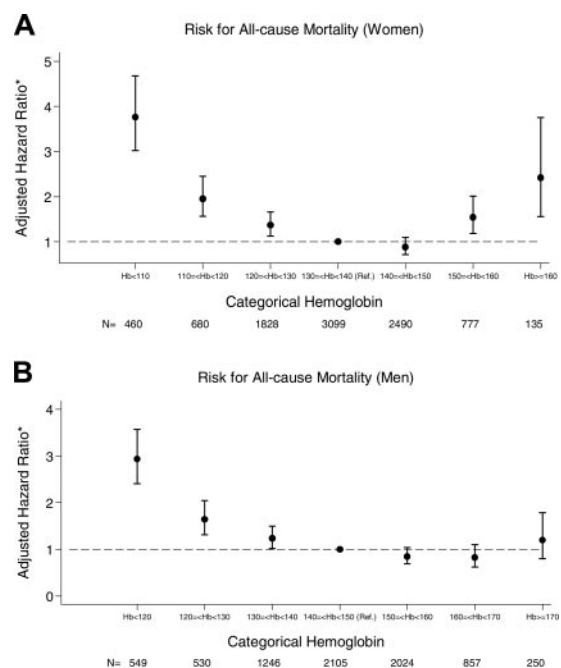 A
Risk for All-cause Mortality (Women)
Adjusted Hazard Ratio*
5
4
3
2
1
Hb<110 110=<Hb<120 120=<Hb<130 130=<Hb<140 (Ref.) 140=<Hb<150 150=<Hb<160 Hb>=160
Categorical Hemoglobin
N= 460 680 1828 3099 2490 777 135
B
Risk for All-cause Mortality (Men)
Adjusted Hazard Ratio*
4
3
2
1
0
Hb<120 120=<Hb<130 130=<Hb<140 140=<Hb<150 (Ref.) 150=<Hb<160 160=<Hb<170 Hb>=170
Categorical Hemoglobin
N= 549 530 1246 2105 2024 857 250